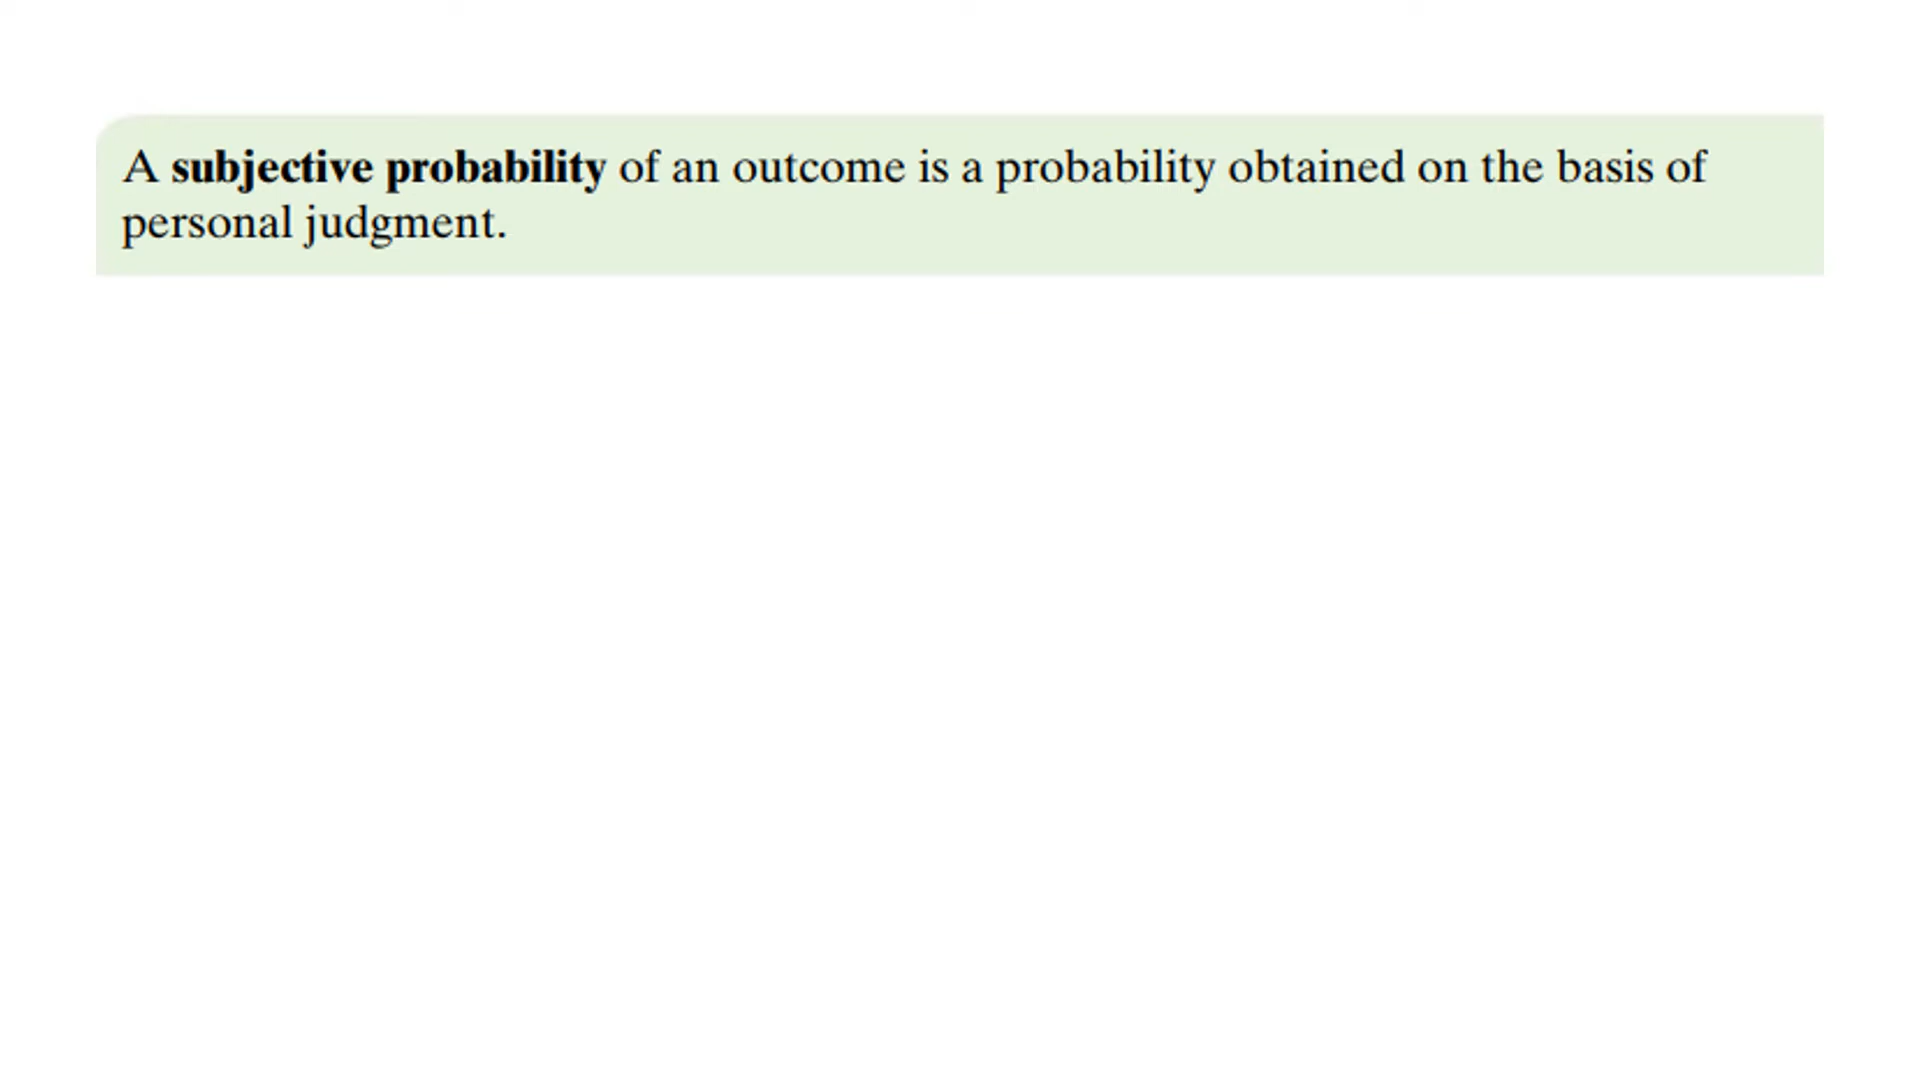 A subjective probability of an outcome is a probability obtained on the basis of
personal judgment.